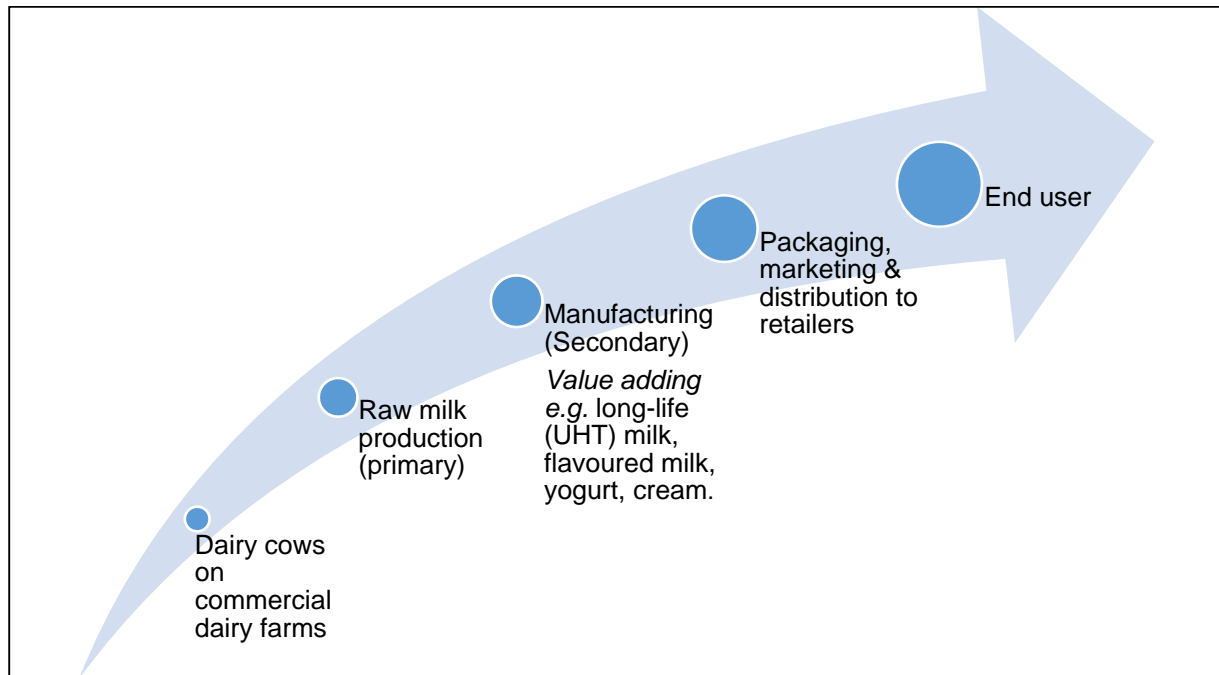 Dairy cows
on
commercial
dairy farms
Raw milk
production
(primary)
Manufacturing
(Secondary)
Value adding
e.g. long-life
(UHT) milk,
flavoured milk,
yogurt, cream.
Packaging,
marketing &
distribution to
retailers
End user